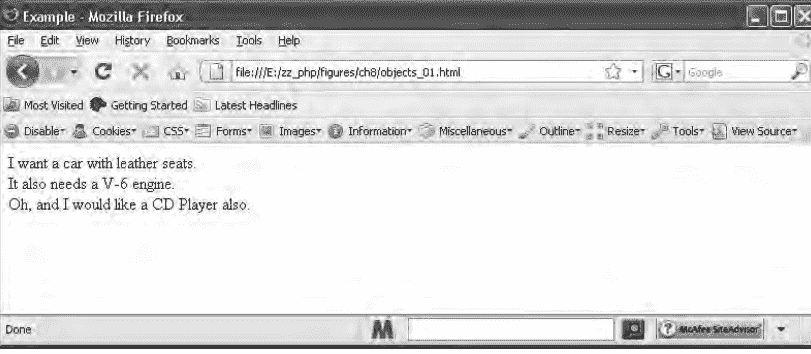 Example - Mozilla Firefox
File Edit View History Bookmarks Tools Help
file:///E:/zz_php/figures/ch8/objects_01.html G Google
Most Visited Getting Started Latest Headlines
Disable Cookies CSS Forms Images Information Miscellaneous Outline Resize Tools View Source
I want a car with leather seats.
It also needs a V-6 engine.
Oh, and I would like a CD Player also.
Done M McAfee SiteAdvisor